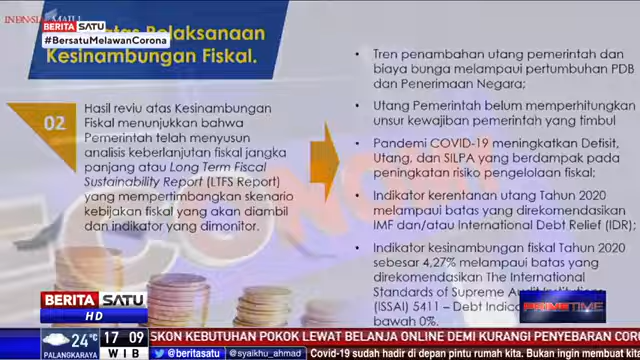 BERITA SATU
#BersatuMelawanCorona
Pelaksanaan
Kesinambungan Fiskal.
02
Hasil reviu atas Kesinambungan
Fiskal menunjukkan bahwa
Pemerintah telah menyusun
analisis keberlanjutan fiskal jangka
panjang atau Long Term Fiscal
Sustainability Report (LTFS Report)
yang mempertimbangkan skenario
kebijakan fiskal yang akan diambil
dan indikator yang dimonitor.
• Tren penambahan utang pemerintah dan
biaya bunga melampaui pertumbuhan PDB
dan Penerimaan Negara;
• Utang Pemerintah belum memperhitungkan
unsur kewajiban pemerintah yang timbul
• Pandemi COVID-19 meningkatkan Defisit,
Utang, dan SILPA yang berdampak pada
peningkatan risiko pengelolaan fiskal;
• Indikator kerentanan utang Tahun 2020
melampaui batas yang direkomendasikan
IMF dan/atau International Debt Relief (IDR);
• Indikator kesinambungan fiskal Tahun 2020
sebesar 4,27% melampaui batas yang
direkomendasikan The International
Standards of Supreme
(ISSAI) 5411 – Debt
bawah 0%.
BERITA SATU
HD
PRIMETIME
24°C
PALANGKARAYA
17 09
WIB
SKON KEBUTUHAN POKOK LEWAT BELANJA ONLINE DEMI KURANGI PENYEBARAN COR
@beritasatu @syaikhu_ahmad Covid-19 sudah hadir di depan pintu rumah kita. Bukan ingin membu